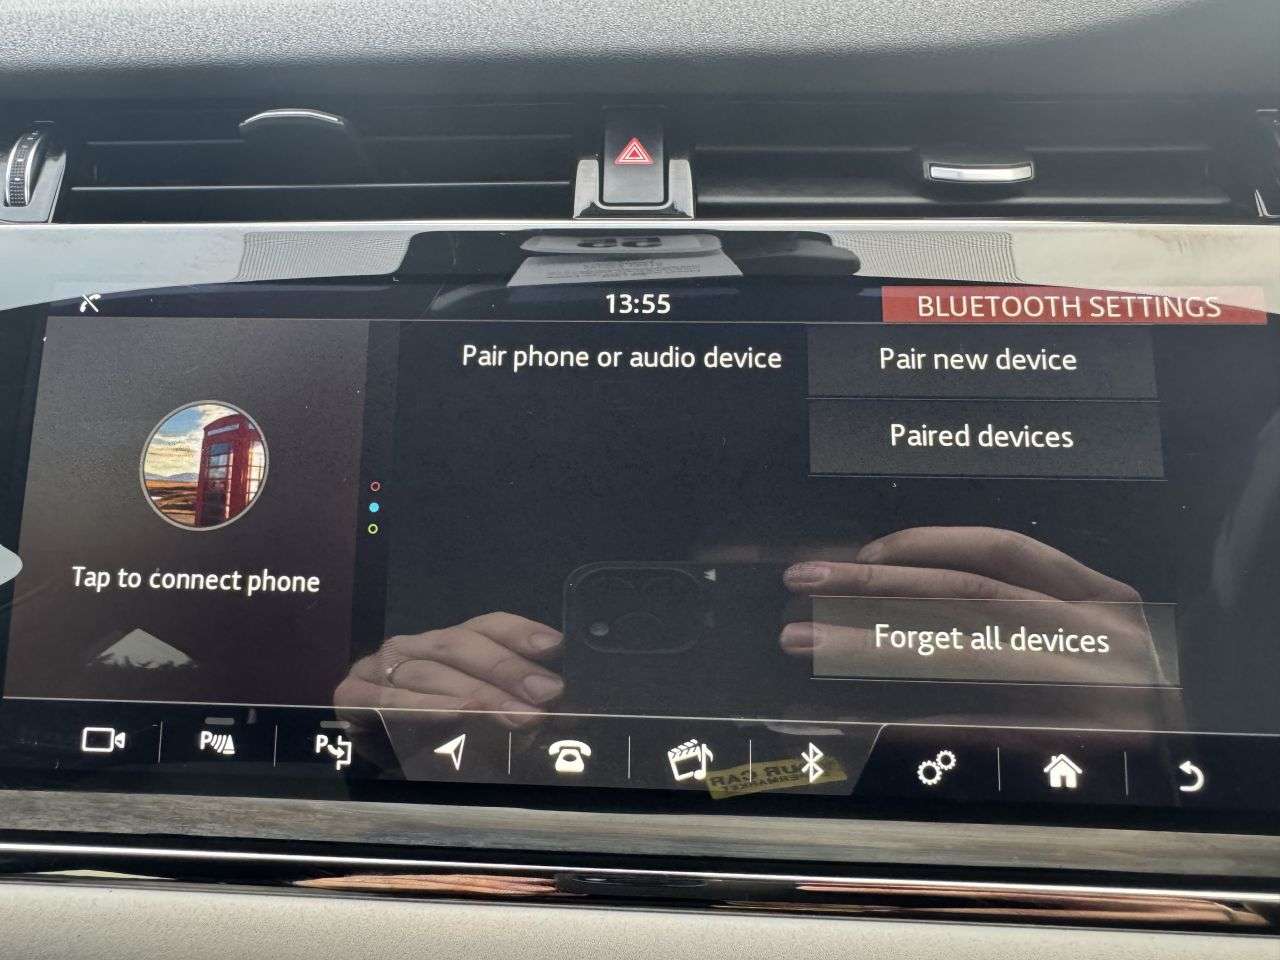 13:55
BLUETOOTH SETTINGS
Pair phone or audio device
Pair new device
Paired devices
Tap to connect phone
Forget all devices
P
P